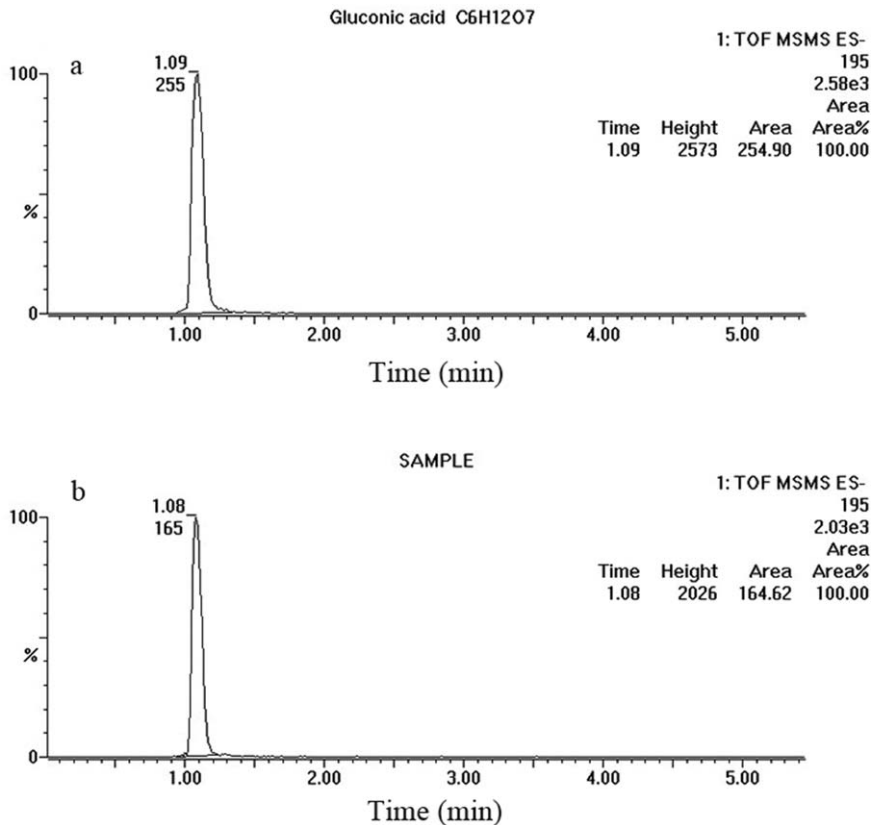 Gluconic acid C6H12O7
a
1: TOF MSMS ES-
195
2.58e3
Area
Time Height Area Area%
1.09 2573 254.90 100.00
1.09
255
100
%
0
1.00 2.00 3.00 4.00 5.00
Time (min)
SAMPLE
b
1: TOF MSMS ES-
195
2.03e3
Area
Time Height Area Area%
1.08 2026 164.62 100.00
1.08
165
100
%
0
1.00 2.00 3.00 4.00 5.00
Time (min)